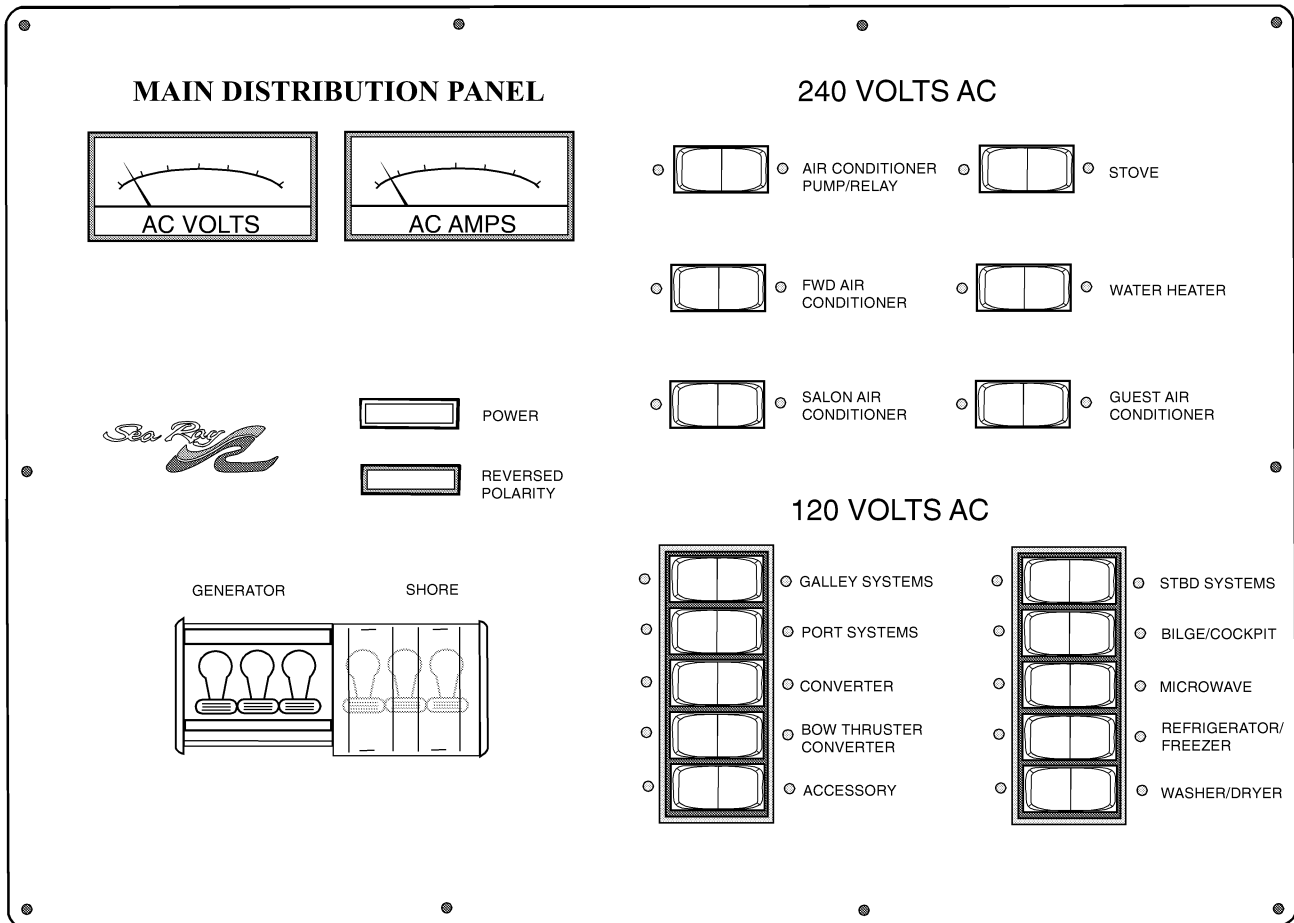 MAIN DISTRIBUTION PANEL
AC VOLTS
AC AMPS
Sea Ray
POWER
REVERSED
POLARITY
GENERATOR
SHORE
240 VOLTS AC
AIR CONDITIONER
PUMP/RELAY
STOVE
FWD AIR
CONDITIONER
WATER HEATER
SALON AIR
CONDITIONER
GUEST AIR
CONDITIONER
120 VOLTS AC
GALLEY SYSTEMS
PORT SYSTEMS
CONVERTER
BOW THRUSTER
CONVERTER
ACCESSORY
STBD SYSTEMS
BILGE/COCKPIT
MICROWAVE
REFRIGERATOR/
FREEZER
WASHER/DRYER